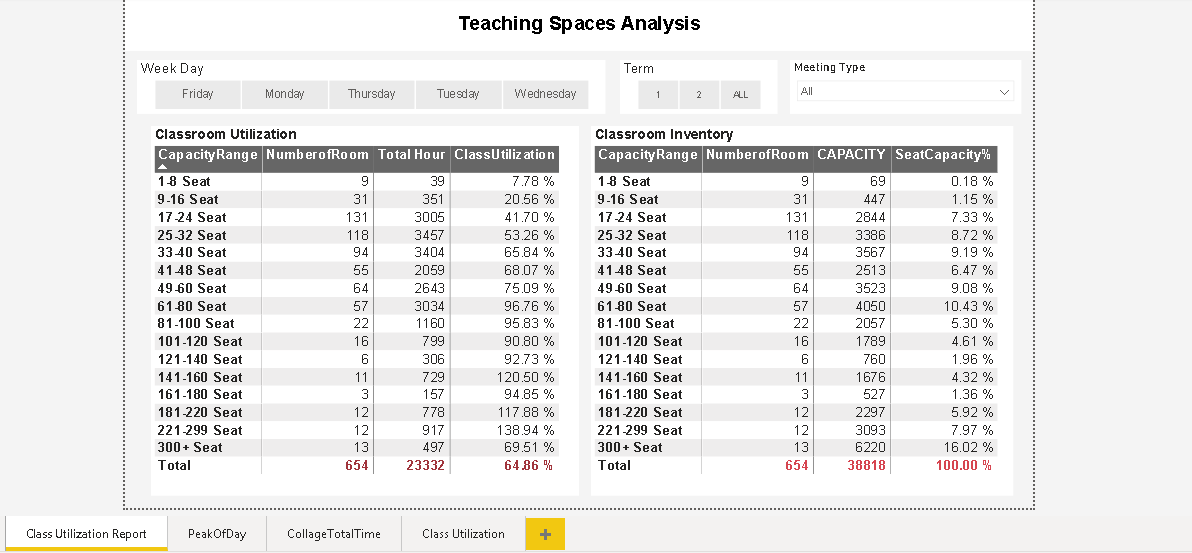 Teaching Spaces Analysis
Week Day
Friday Monday Thursday Tuesday Wednesday
Term
1 2 ALL
Meeting Type
All
Classroom Utilization
CapacityRange NumberofRoom Total Hour ClassUtilization
1-8 Seat 9 39 7.78 %
9-16 Seat 31 351 20.56 %
17-24 Seat 131 3005 41.70 %
25-32 Seat 118 3457 53.26 %
33-40 Seat 94 3404 65.84 %
41-48 Seat 55 2059 68.07 %
49-60 Seat 64 2643 75.09 %
61-80 Seat 57 3034 96.76 %
81-100 Seat 22 1160 95.83 %
101-120 Seat 16 799 90.80 %
121-140 Seat 6 306 92.73 %
141-160 Seat 11 729 120.50 %
161-180 Seat 3 157 94.85 %
181-220 Seat 12 778 117.88 %
221-299 Seat 12 917 138.94 %
300+ Seat 13 497 69.51 %
Total 654 23332 64.86 %
Classroom Inventory
CapacityRange NumberofRoom CAPACITY SeatCapacity%
1-8 Seat 9 69 0.18 %
9-16 Seat 31 447 1.15 %
17-24 Seat 131 2844 7.33 %
25-32 Seat 118 3386 8.72 %
33-40 Seat 94 3567 9.19 %
41-48 Seat 55 2513 6.47 %
49-60 Seat 64 3523 9.08 %
61-80 Seat 57 4050 10.43 %
81-100 Seat 22 2057 5.30 %
101-120 Seat 16 1789 4.61 %
121-140 Seat 6 760 1.96 %
141-160 Seat 11 1676 4.32 %
161-180 Seat 3 527 1.36 %
181-220 Seat 12 2297 5.92 %
221-299 Seat 12 3093 7.97 %
300+ Seat 13 6220 16.02 %
Total 654 38818 100.00 %
Class Utilization Report PeakOfDay CollageTotalTime Class Utilization +